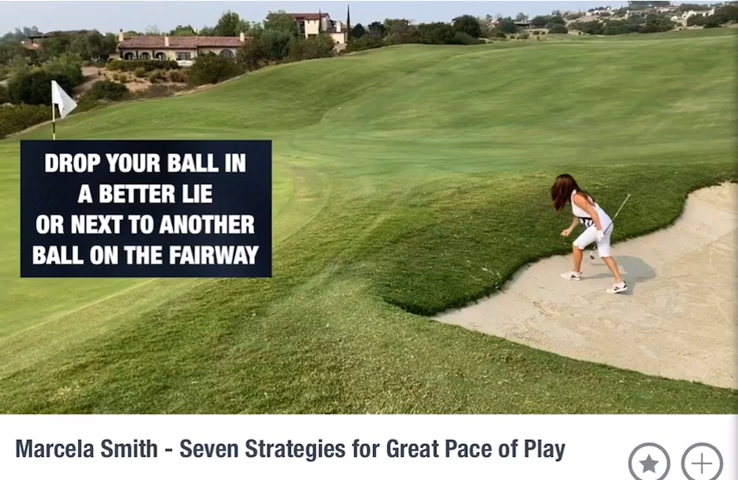 DROP YOUR BALL IN
A BETTER LIE
OR NEXT TO ANOTHER
BALL ON THE FAIRWAY
Marcela Smith - Seven Strategies for Great Pace of Play